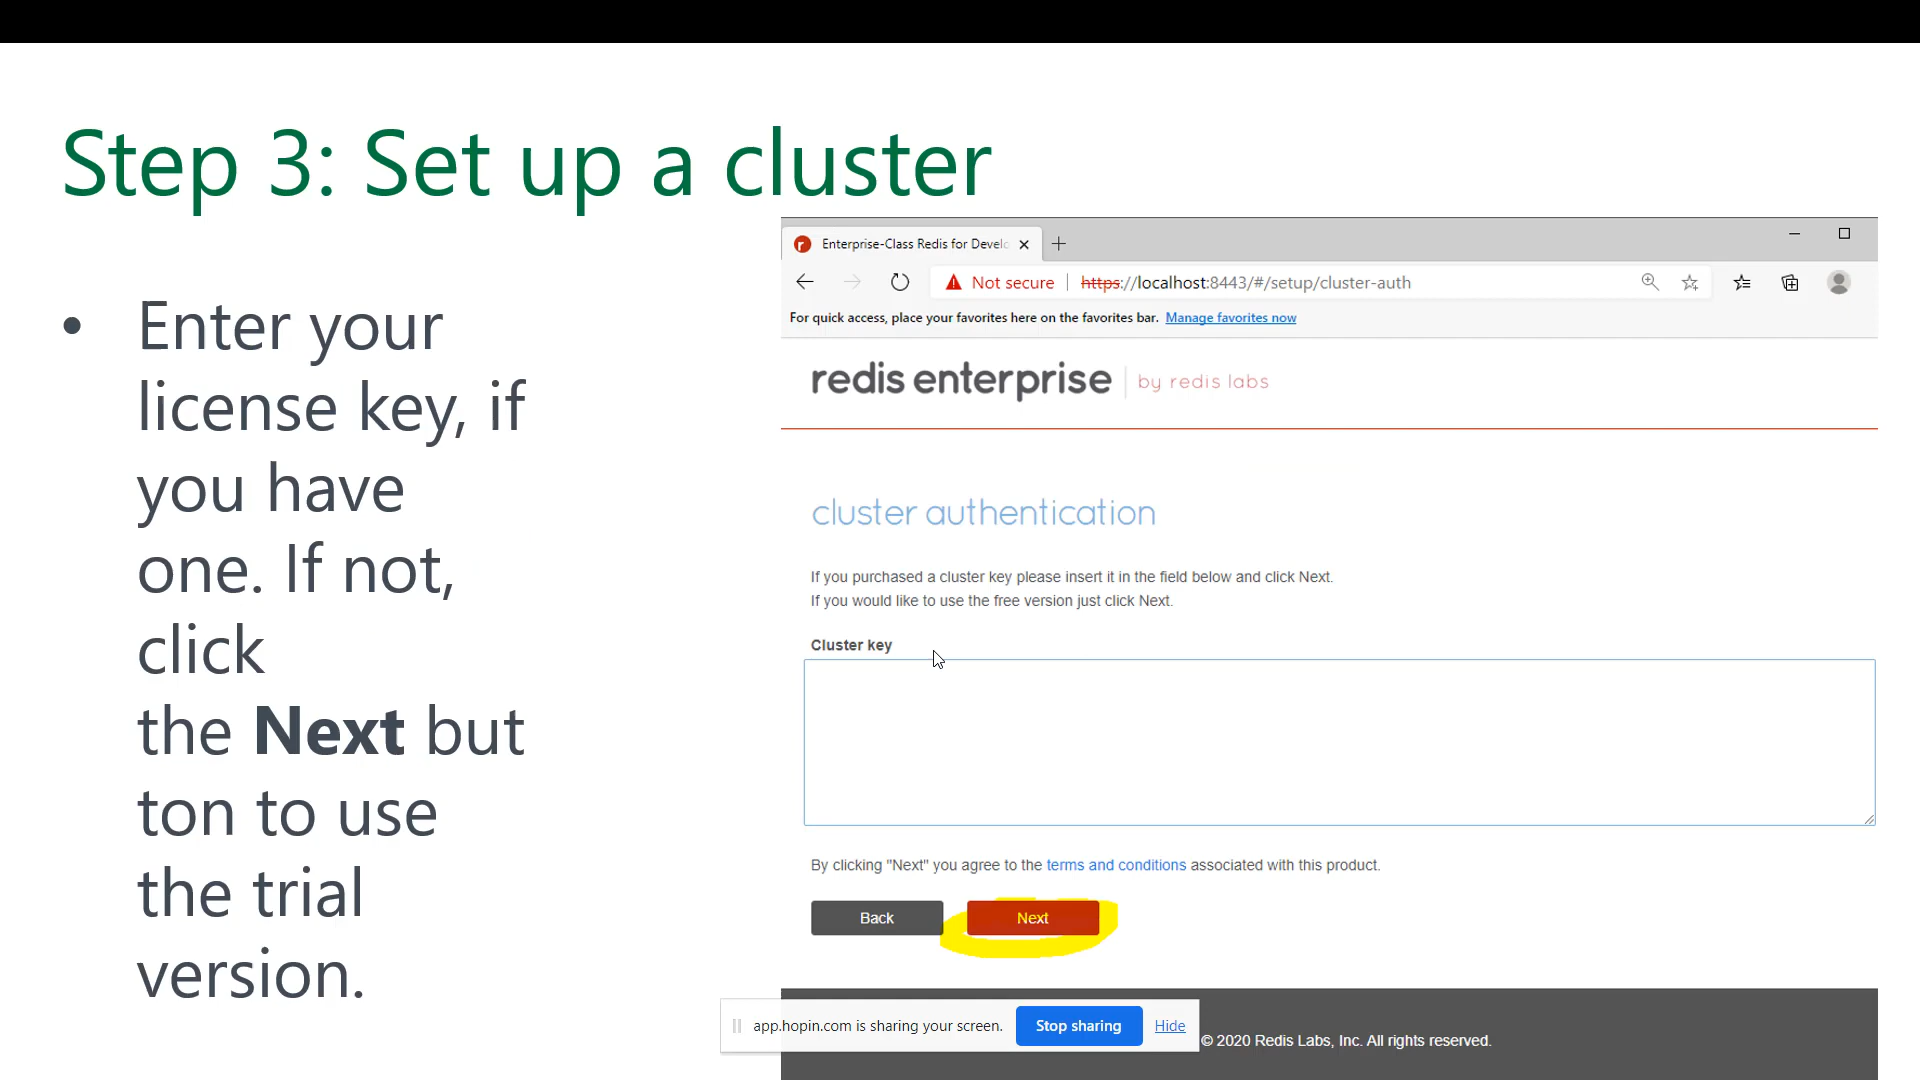 Step 3: Set up a cluster
• Enter your
license key, if
you have
one. If not,
click
the Next but
ton to use
the trial
version.
Enterprise-Class Redis for Develo
Not secure | https://localhost:8443/#/setup/cluster-auth
For quick access, place your favorites here on the favorites bar. Manage favorites now
redis enterprise | by redis labs
cluster authentication
If you purchased a cluster key please insert it in the field below and click Next.
If you would like to use the free version just click Next.
Cluster key
By clicking "Next" you agree to the terms and conditions associated with this product.
Back Next
app.hopin.com is sharing your screen. Stop sharing Hide
© 2020 Redis Labs, Inc. All rights reserved.